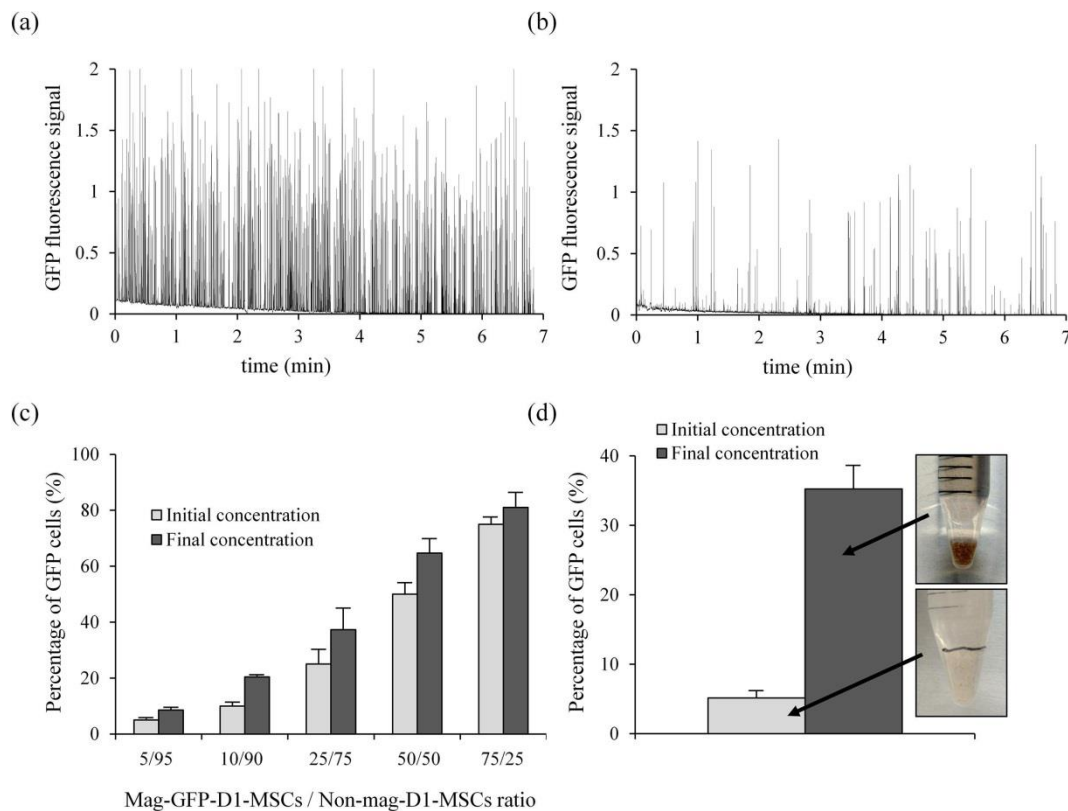 (a)
GFP fluorescence signal
2
1.5
1
0.5
0
0 1 2 3 4 5 6 7
time (min)
(b)
GFP fluorescence signal
2
1.5
1
0.5
0
0 1 2 3 4 5 6 7
time (min)
(c)
Percentage of GFP cells (%)
100
80
60
40
20
0
Initial concentration
Final concentration
5/95 10/90 25/75 50/50 75/25
Mag-GFP-D1-MSCs / Non-mag-D1-MSCs ratio
(d)
Initial concentration
Final concentration
Percentage of GFP cells (%)
40
30
20
10
0